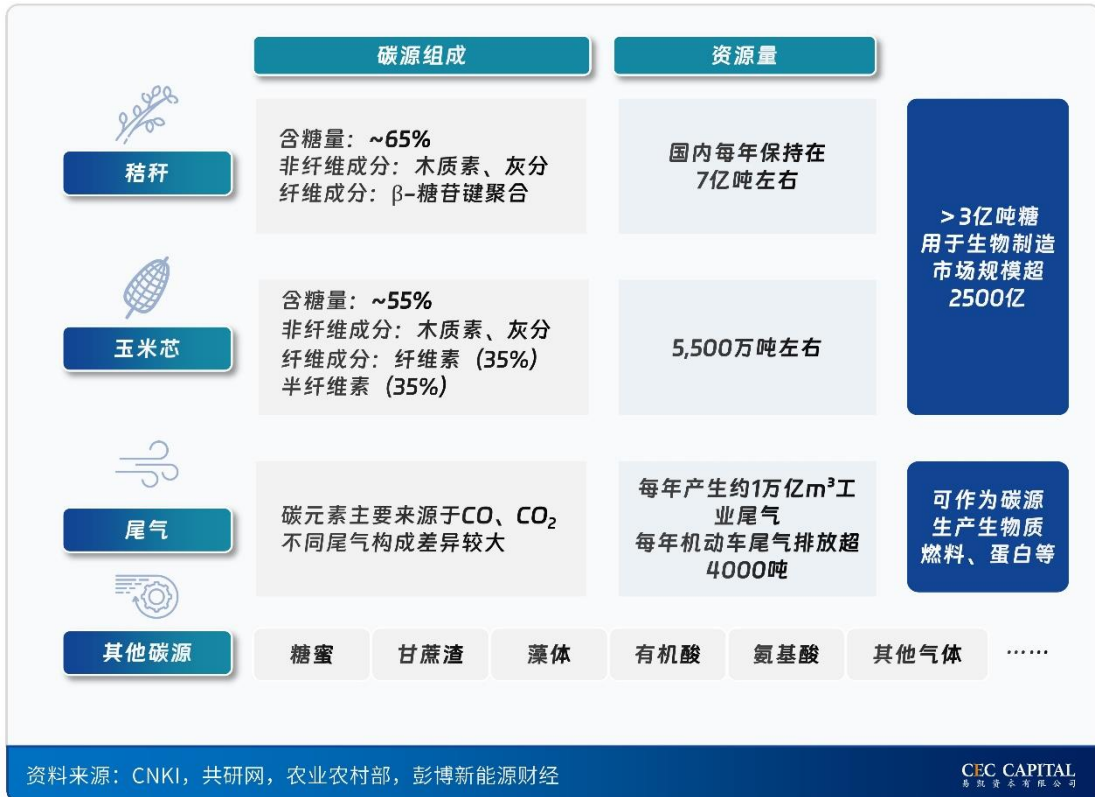 碳源组成
资源量
秸秆
含糖量：~65%
非纤维成分：木质素、灰分
纤维成分：β-糖苷键聚合
国内每年保持在
7亿吨左右
>3亿吨糖
用于生物制造
市场规模超
2500亿
玉米芯
含糖量：~55%
非纤维成分：木质素、灰分
纤维成分：纤维素（35%）
半纤维素（35%）
5,500万吨左右
尾气
碳元素主要来源于CO、CO₂
不同尾气构成差异较大
每年产生约1万亿m³工
业尾气
每年机动车尾气排放超
4000吨
可作为碳源
生产生物质
燃料、蛋白等
其他碳源
糖蜜
甘蔗渣
藻体
有机酸
氨基酸
其他气体
……
资料来源：CNKI，共研网，农业农村部，彭博新能源财经
CEC CAPITAL
易凯资本有限公司